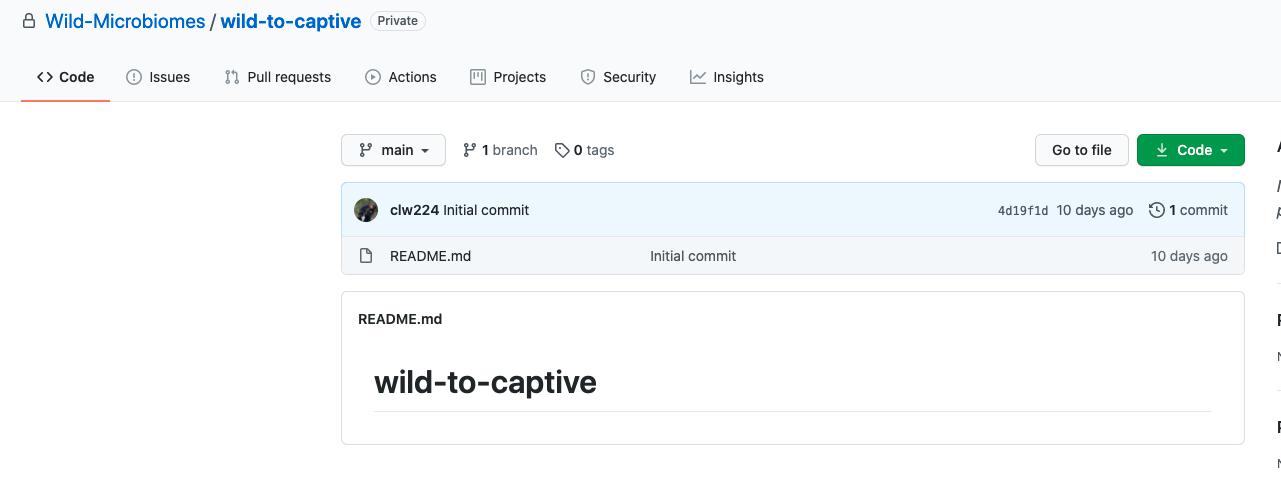 Wild-Microbiomes / wild-to-captive Private
Code Issues Pull requests Actions Projects Security Insights
main 1 branch 0 tags Go to file Code
clw224 Initial commit 4d19f1d 10 days ago 1 commit
README.md Initial commit 10 days ago
README.md
wild-to-captive